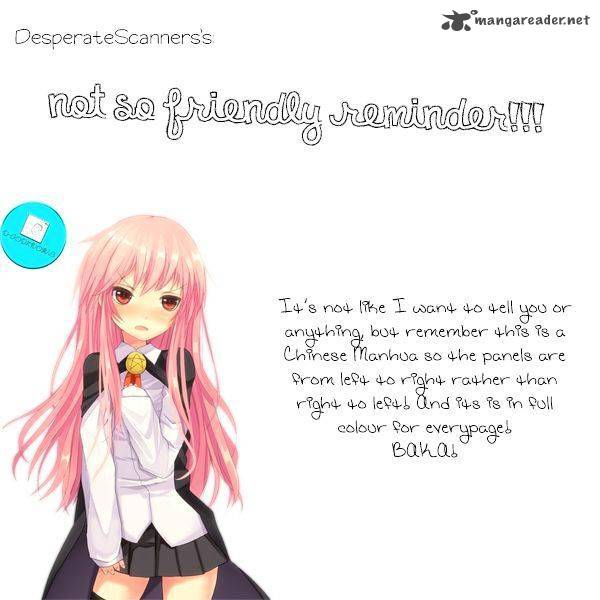 mangareader.net
DesperateScanners's
not so friendly reminder!!!
It's not like I want to tell you or
anything, but remember this is a
Chinese Manhua so the panels are
from left to right rather than
right to left! And its is in full
colour for everypage!
BAKA!